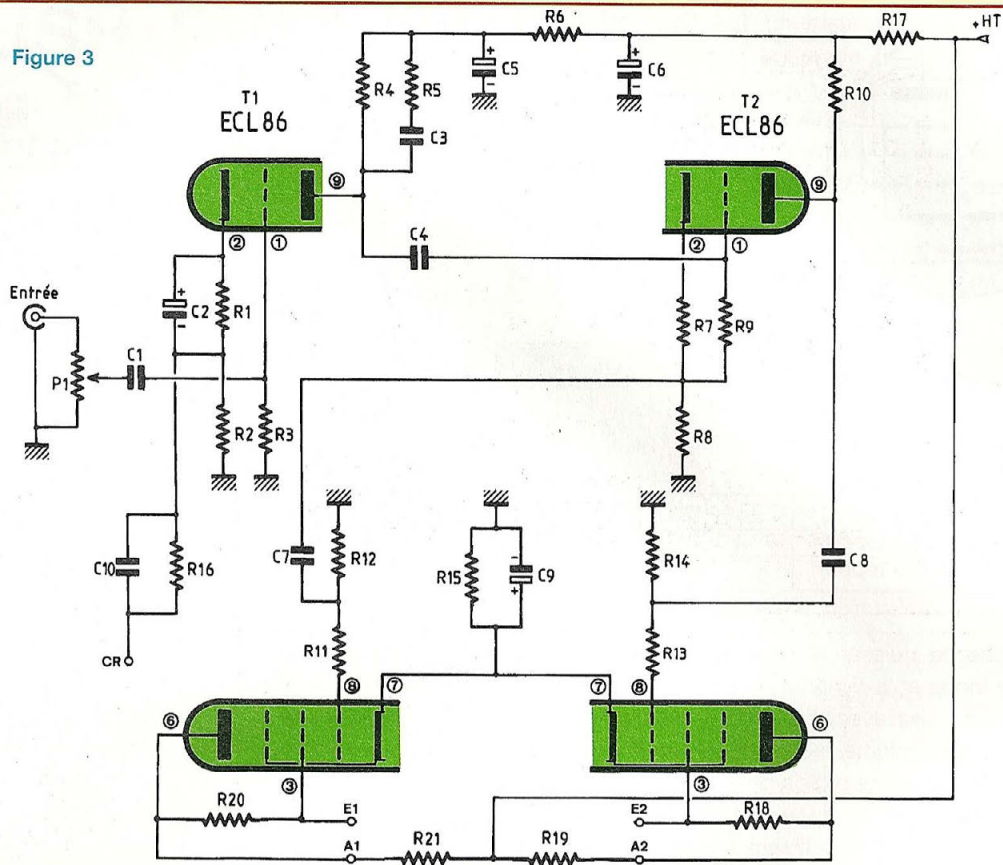 Figure 3
R6
R17
+HT
+
C5
-
+
C6
-
R4
R5
R10
C3
T1
ECL86
T2
ECL86
⑨
⑨
②
①
C4
②
①
Entrée
+
C2
-
R1
R7
R9
C1
P1
R2
R3
R8
C10
R16
C7
R12
R15
-
C9
+
R14
C8
CR
R11
R13
⑧
⑦
⑦
⑧
⑥
⑥
③
③
R20
E1
E2
R18
A1
R21
R19
A2